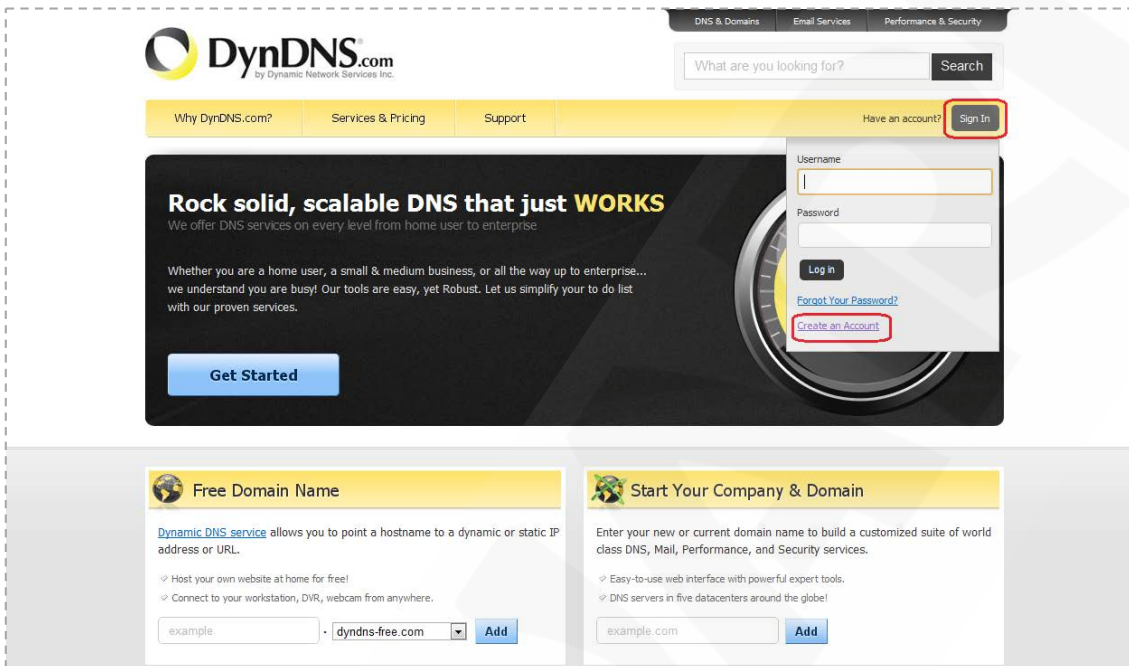 DNS & Domains Email Services Performance & Security
DynDNS.com
by Dynamic Network Services Inc.
What are you looking for? Search
Why DynDNS.com? Services & Pricing Support Have an account? Sign In
Username
Password
Log in
Forgot Your Password?
Create an Account
Rock solid, scalable DNS that just WORKS
We offer DNS services on every level from home user to enterprise
Whether you are a home user, a small & medium business, or all the way up to enterprise...
we understand you are busy! Our tools are easy, yet Robust. Let us simplify your to do list
with our proven services.
Get Started
Free Domain Name
Dynamic DNS service allows you to point a hostname to a dynamic or static IP
address or URL.
Host your own website at home for free!
Connect to your workstation, DVR, webcam from anywhere.
example . dyndns-free.com Add
Start Your Company & Domain
Enter your new or current domain name to build a customized suite of world
class DNS, Mail, Performance, and Security services.
Easy-to-use web interface with powerful expert tools.
DNS servers in five datacenters around the globe!
example.com Add